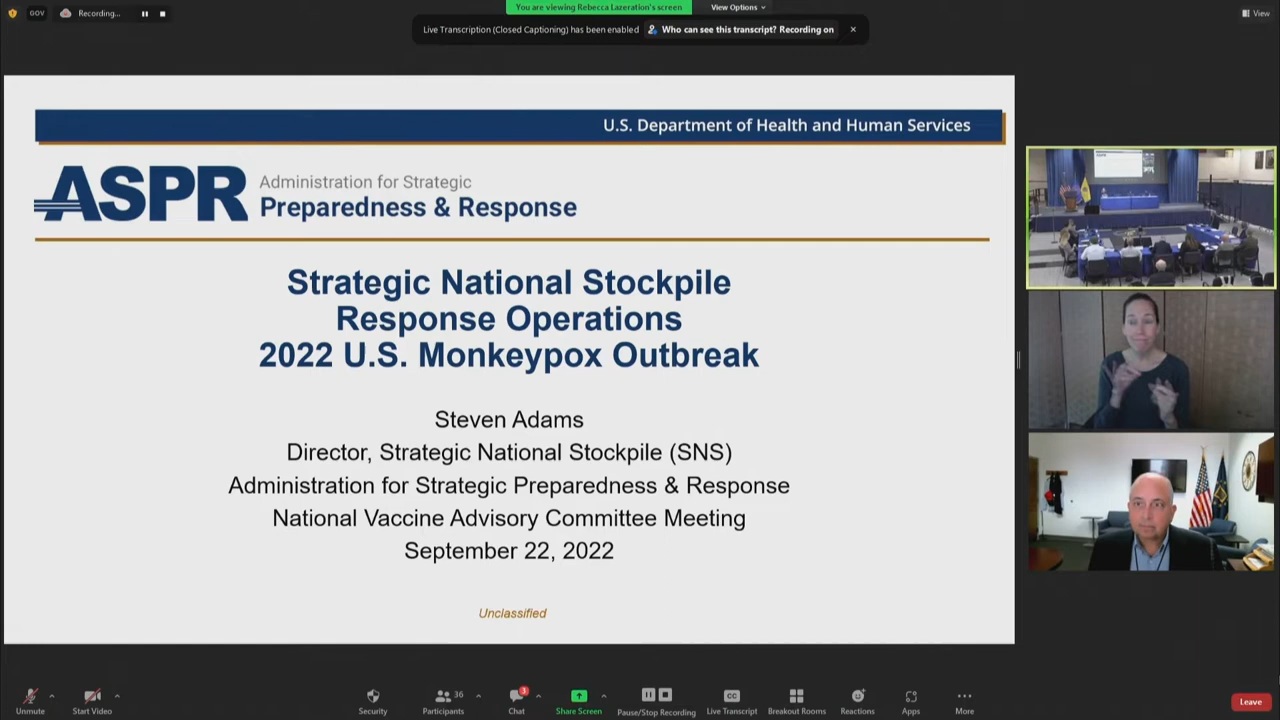 You are viewing Rebecca Lazeration's screen
View Options
GOV
Recording...
View
Live Transcription (Closed Captioning) has been enabled
Who can see this transcript? Recording on
U.S. Department of Health and Human Services
ASPR
Administration for Strategic
Preparedness & Response
Strategic National Stockpile
Response Operations
2022 U.S. Monkeypox Outbreak
Steven Adams
Director, Strategic National Stockpile (SNS)
Administration for Strategic Preparedness & Response
National Vaccine Advisory Committee Meeting
September 22, 2022
Unclassified
Unmute
Start Video
Security
36
Participants
3
Chat
Share Screen
Pause/Stop Recording
CC
Live Transcript
Breakout Rooms
Reactions
Apps
More
Leave